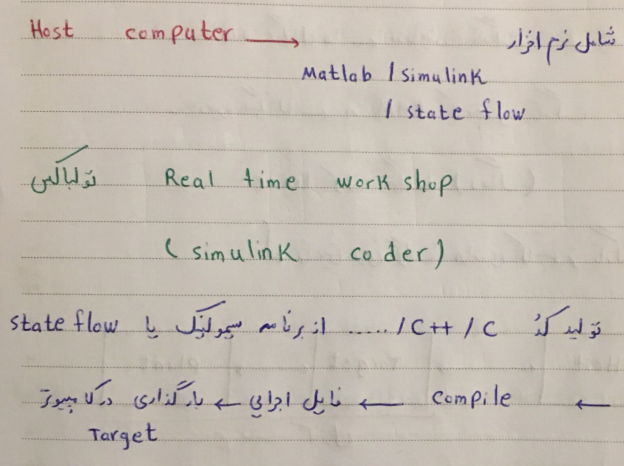 Host computer → شامل نرم افزار
Matlab / simulink
/ state flow
تولباکس Real time work shop
(simulink coder)
تولید کُد C / C++ / ..... از برنامه سیمولینک یا state flow
← compile ← فایل اجرایی ← بارگذاری در کامپیوتر
Target